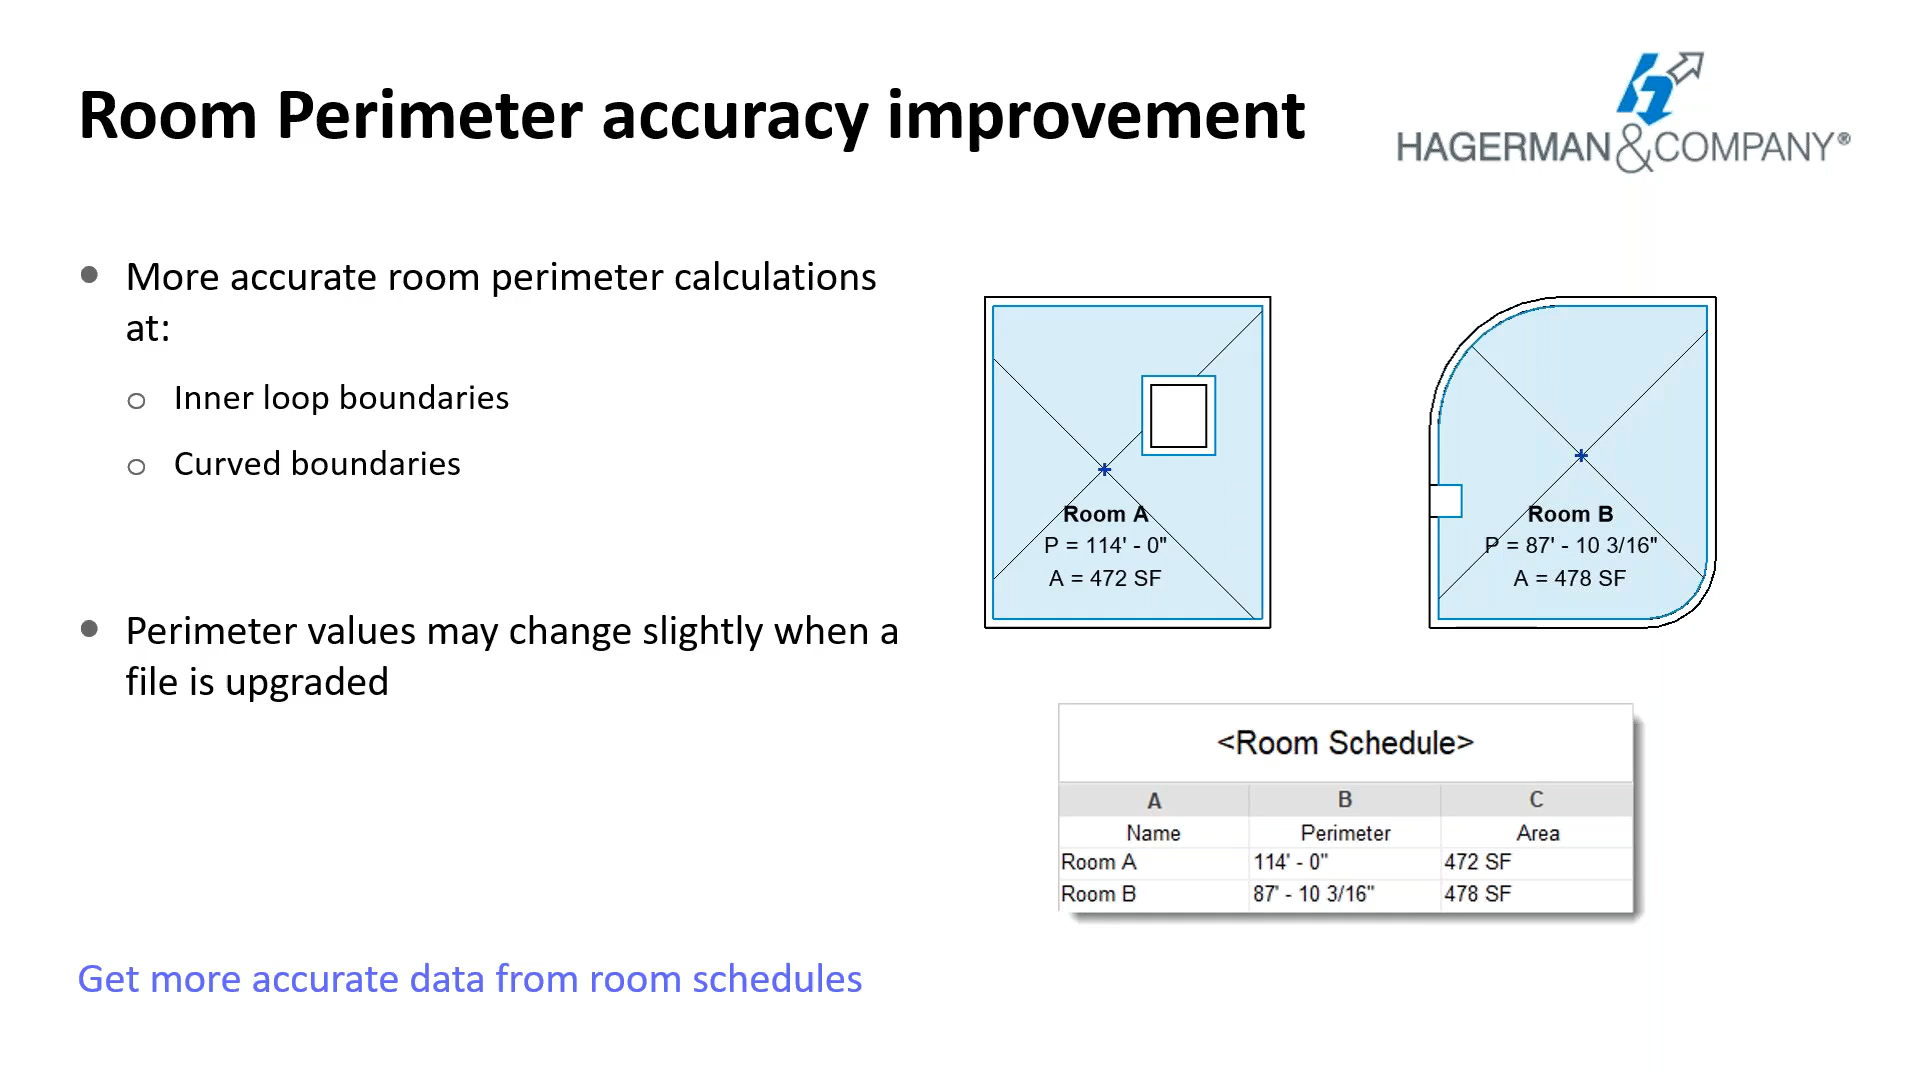 Room Perimeter accuracy improvement
HAGERMAN&COMPANY®
• More accurate room perimeter calculations
at:
o Inner loop boundaries
o Curved boundaries
• Perimeter values may change slightly when a
file is upgraded
Room A
P = 114' - 0"
A = 472 SF
Room B
P = 87' - 10 3/16"
A = 478 SF
<Room Schedule>
A B C
Name Perimeter Area
Room A 114' - 0" 472 SF
Room B 87' - 10 3/16" 478 SF
Get more accurate data from room schedules